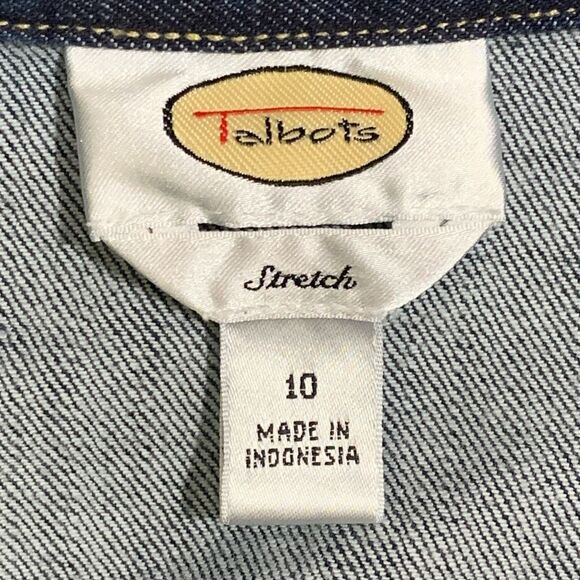 Talbots
Stretch
10
MADE IN
INDONESIA